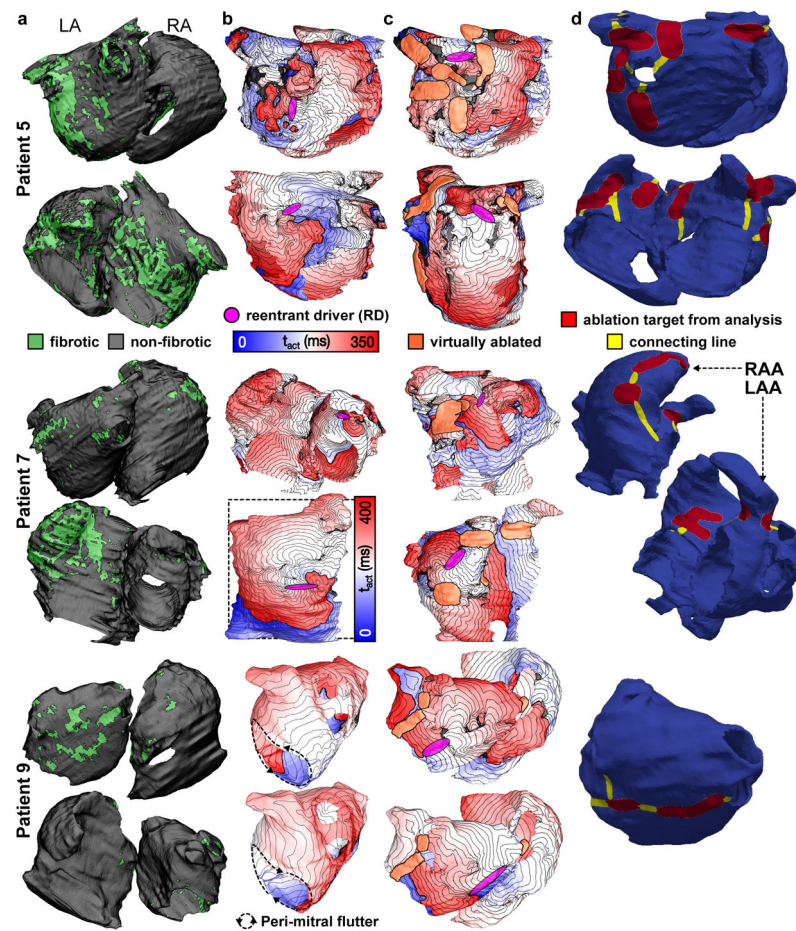 a
LA
RA
b
c
d
Patient 5
reentrant driver (RD)
fibrotic
non-fibrotic
0
t_act (ms)
350
virtually ablated
ablation target from analysis
connecting line
RAA
LAA
Patient 7
400
t_act (ms)
0
Patient 9
Peri-mitral flutter